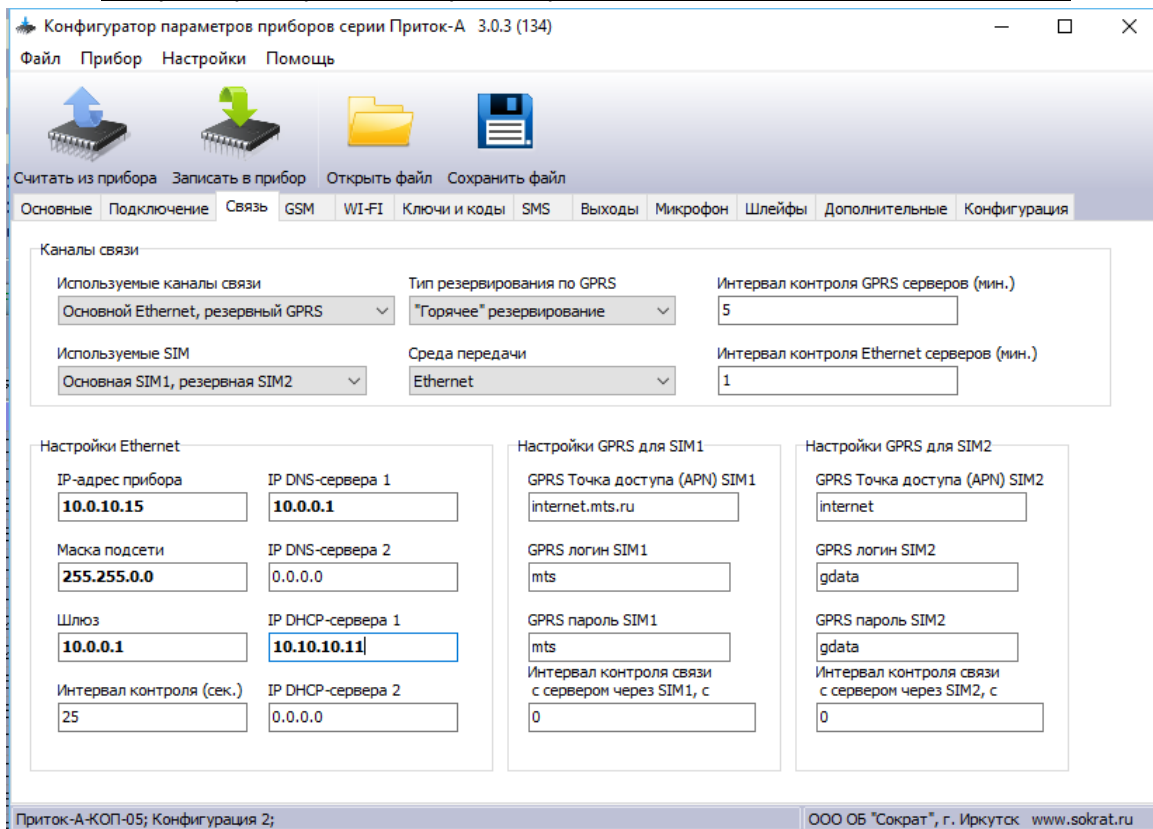 Конфигуратор параметров приборов серии Приток-А 3.0.3 (134)
Файл Прибор Настройки Помощь
Считать из прибора Записать в прибор Открыть файл Сохранить файл
Основные Подключение Связь GSM WI-FI Ключи и коды SMS Выходы Микрофон Шлейфы Дополнительные Конфигурация
Каналы связи
Используемые каналы связи Тип резервирования по GPRS Интервал контроля GPRS серверов (мин.)
Основной Ethernet, резервный GPRS "Горячее" резервирование 5
Используемые SIM Среда передачи Интервал контроля Ethernet серверов (мин.)
Основная SIM1, резервная SIM2 Ethernet 1
Настройки Ethernet Настройки GPRS для SIM1 Настройки GPRS для SIM2
IP-адрес прибора IP DNS-сервера 1 GPRS Точка доступа (APN) SIM1 GPRS Точка доступа (APN) SIM2
10.0.10.15 10.0.0.1 internet.mts.ru internet
Маска подсети IP DNS-сервера 2 GPRS логин SIM1 GPRS логин SIM2
255.255.0.0 0.0.0.0 mts gdata
Шлюз IP DHCP-сервера 1 GPRS пароль SIM1 GPRS пароль SIM2
10.0.0.1 10.10.10.11 mts gdata
Интервал контроля (сек.) IP DHCP-сервера 2 Интервал контроля связи с сервером через SIM1, с Интервал контроля связи с сервером через SIM2, с
25 0.0.0.0 0 0
Приток-А-КОП-05; Конфигурация 2; ООО ОБ "Сократ", г. Иркутск www.sokrat.ru